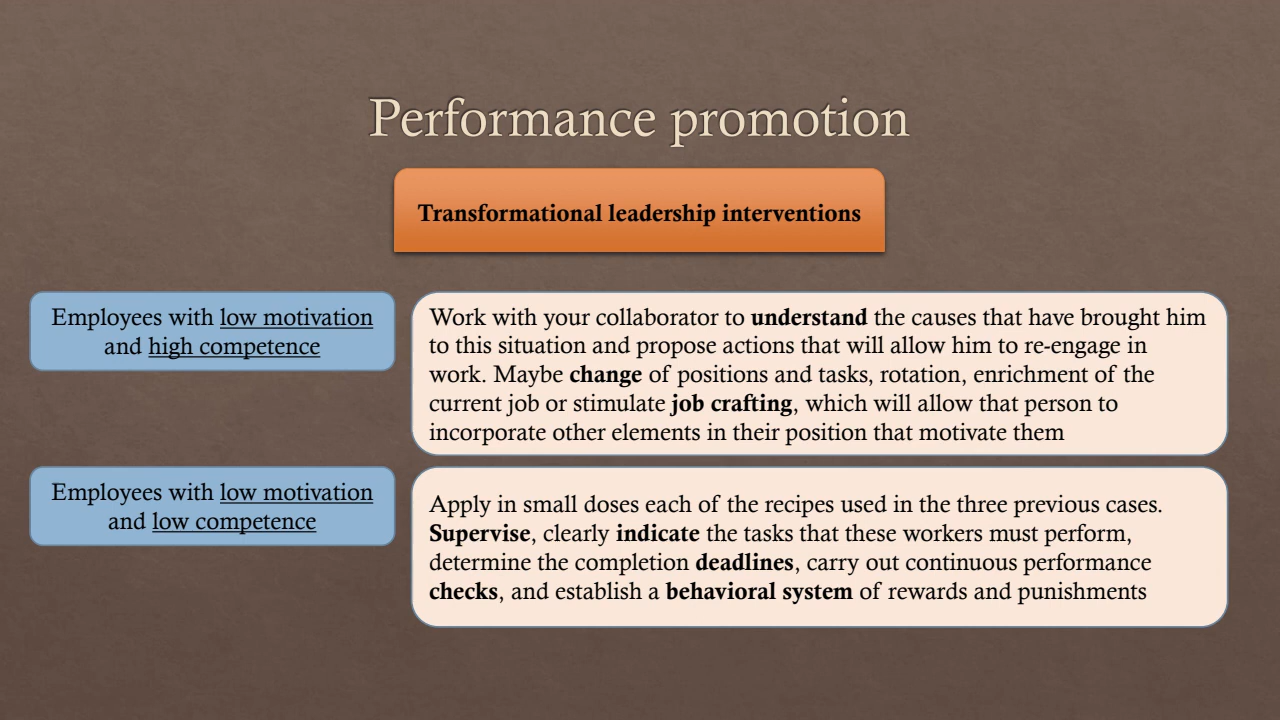 Performance promotion
Transformational leadership interventions
Employees with low motivation
and high competence
Work with your collaborator to understand the causes that have brought him
to this situation and propose actions that will allow him to re-engage in
work. Maybe change of positions and tasks, rotation, enrichment of the
current job or stimulate job crafting, which will allow that person to
incorporate other elements in their position that motivate them
Employees with low motivation
and low competence
Apply in small doses each of the recipes used in the three previous cases.
Supervise, clearly indicate the tasks that these workers must perform,
determine the completion deadlines, carry out continuous performance
checks, and establish a behavioral system of rewards and punishments